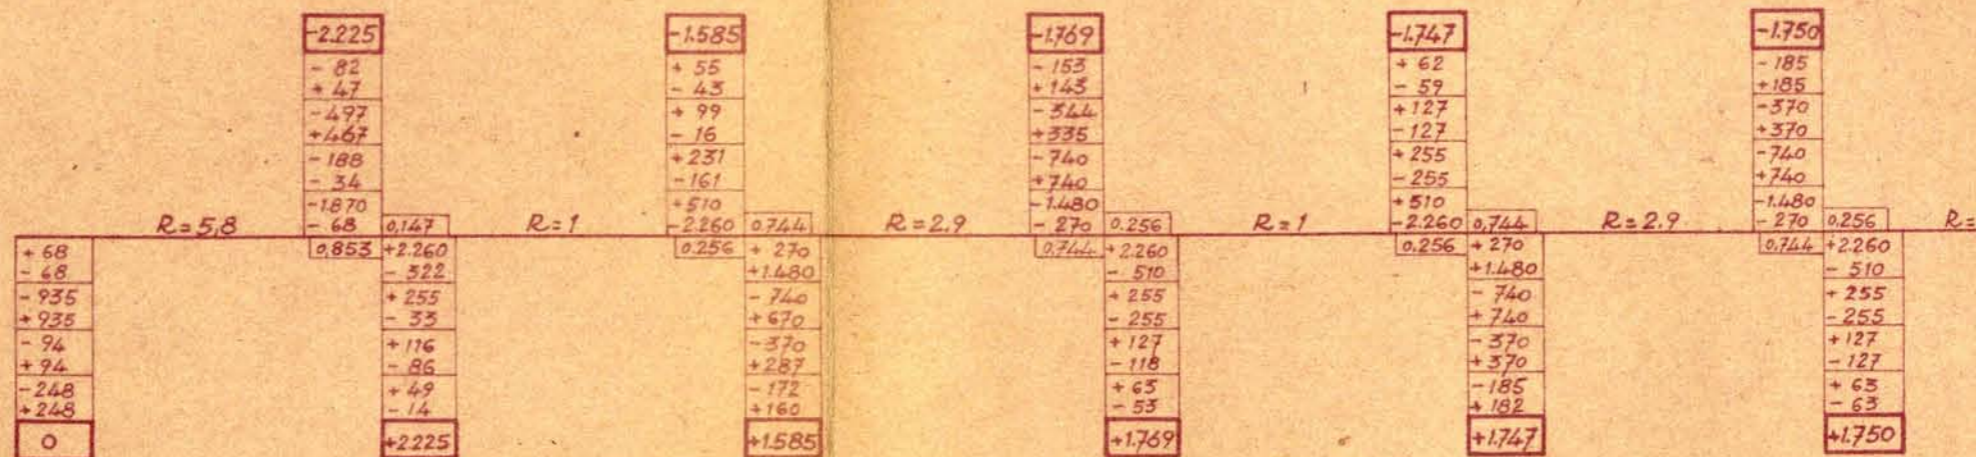 -2.225 -1.585 -1.769 -1.747 -1.750
- 82 + 55 - 153 + 62 - 185
+ 47 - 43 + 143 - 59 + 185
- 497 + 99 - 344 + 127 - 370
+ 467 - 16 + 335 - 127 + 370
- 188 + 231 - 740 + 255 - 740
- 34 - 161 + 740 - 255 + 740
-1.870 + 510 -1.480 + 510 -1.480
R = 5,8 - 68 0,147 R = 1 -2.260 0.744 R = 2.9 - 270 0.256 R = 1 -2.260 0,744 R = 2.9 - 270 0.256 R =
+ 68 0,853 +2.260 0.256 + 270 0.744 +2.260 0.256 + 270 0.744 +2.260
- 68 - 322 +1.480 - 510 +1.480 - 510
- 935 + 255 - 740 + 255 - 740 + 255
+ 935 - 33 + 670 - 255 + 740 - 255
- 94 + 116 - 370 + 127 - 370 + 127
+ 94 - 86 + 287 - 118 + 370 - 127
- 248 + 49 - 172 + 63 - 185 + 63
+ 248 - 14 + 160 - 53 + 182 - 63
0 +2.225 +1.585 +1.769 +1.747 +1.750